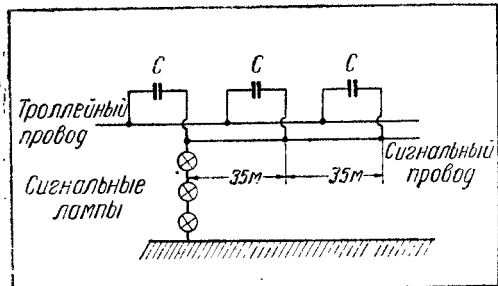 C C C
Троллейный
провод
Сигнальный
провод
Сигнальные
лампы
35м 35м